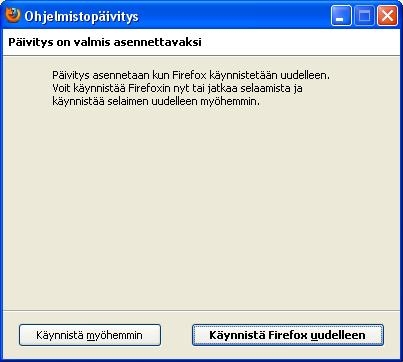 Ohjelmistopäivitys
Päivitys on valmis asennettavaksi
Päivitys asennetaan kun Firefox käynnistetään uudelleen.
Voit käynnistää Firefoxin nyt tai jatkaa selaamista ja
käynnistää selaimen uudelleen myöhemmin.
Käynnistä myöhemmin
Käynnistä Firefox uudelleen